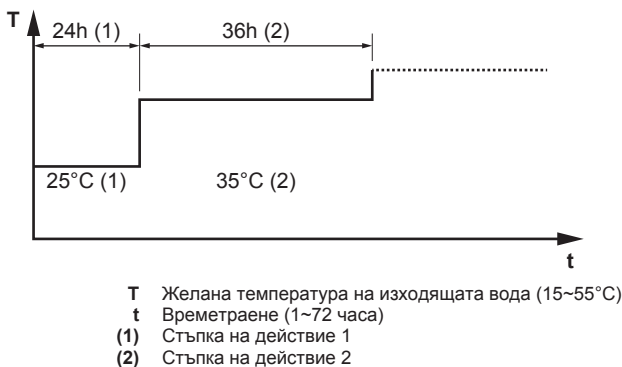 T
24h (1) 36h (2)
25°C (1) 35°C (2)
t
T Желана температура на изходящата вода (15~55°C)
t Времетраене (1~72 часа)
(1) Стъпка на действие 1
(2) Стъпка на действие 2